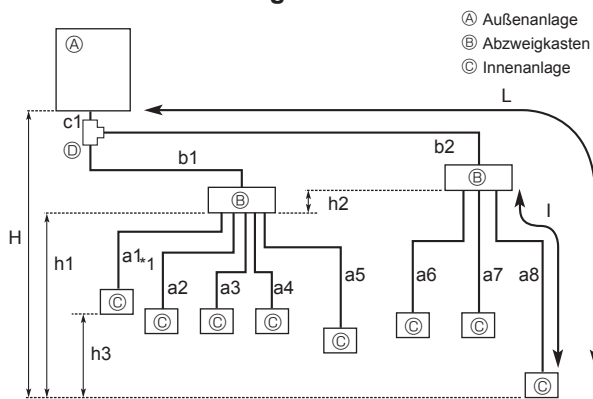 Ⓐ Außenanlage
Ⓑ Abzweigkasten
Ⓒ Innenanlage
Ⓐ
L
c1
Ⓓ
b1
b2
Ⓑ
Ⓑ
h2
l
H
h1
a1*1
a2
a3
a4
a5
a6
a7
a8
Ⓒ
Ⓒ
Ⓒ
Ⓒ
Ⓒ
Ⓒ
Ⓒ
h3
Ⓒ